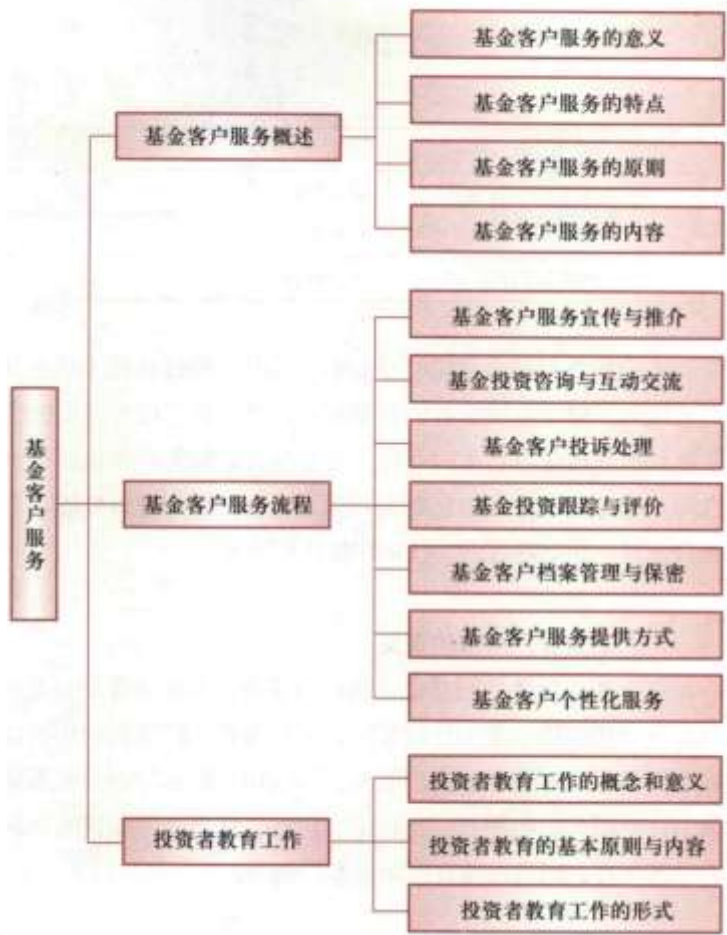 基金客户服务
基金客户服务概述
基金客户服务的意义
基金客户服务的特点
基金客户服务的原则
基金客户服务的内容
基金客户服务流程
基金客户服务宣传与推介
基金投资咨询与互动交流
基金客户投诉处理
基金投资跟踪与评价
基金客户档案管理与保密
基金客户服务提供方式
基金客户个性化服务
投资者教育工作
投资者教育工作的概念和意义
投资者教育的基本原则与内容
投资者教育工作的形式